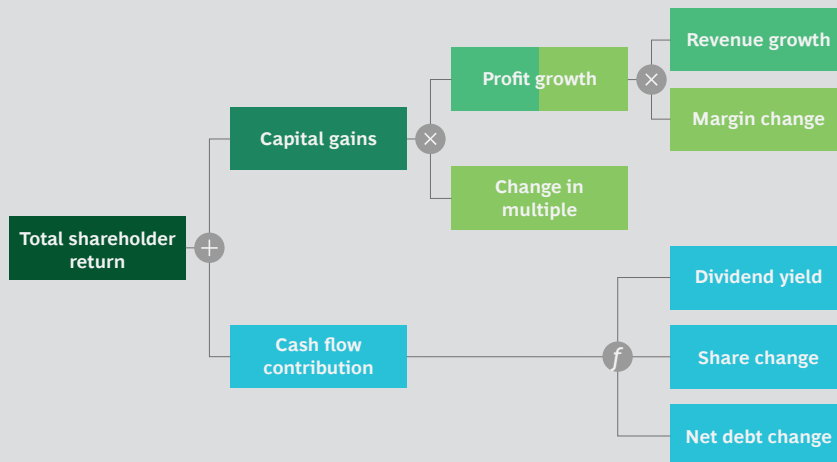 Revenue growth
Profit growth
Margin change
Capital gains
Change in
multiple
Total shareholder
return
Dividend yield
Cash flow
contribution
Share change
Net debt change
×
×
+
f